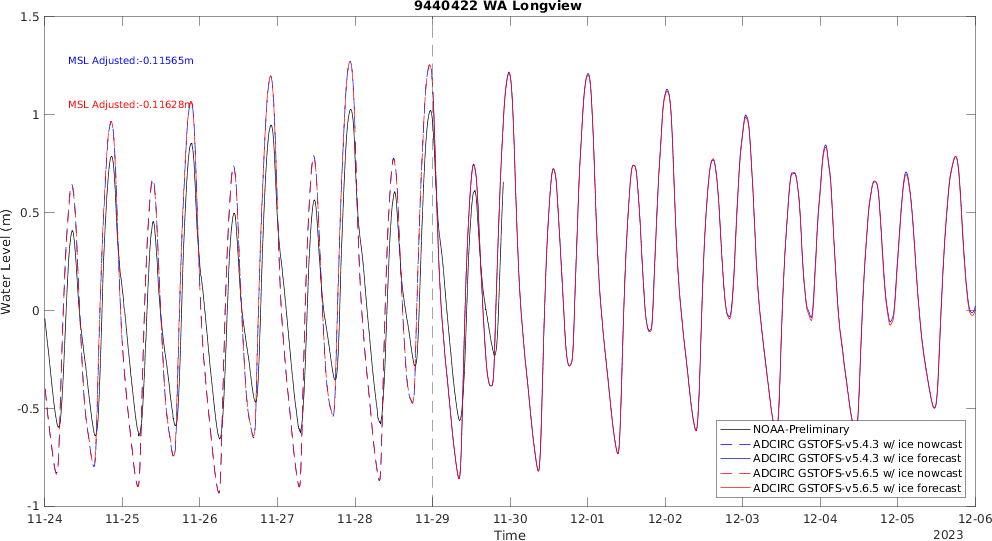 9440422 WA Longview
1.5
1
0.5
0
-0.5
-1
Water Level (m)
MSL Adjusted:-0.11565m
MSL Adjusted:-0.11628m
NOAA-Preliminary
ADCIRC GSTOFS-v5.4.3 w/ ice nowcast
ADCIRC GSTOFS-v5.4.3 w/ ice forecast
ADCIRC GSTOFS-v5.6.5 w/ ice nowcast
ADCIRC GSTOFS-v5.6.5 w/ ice forecast
11-24 11-25 11-26 11-27 11-28 11-29 11-30 12-01 12-02 12-03 12-04 12-05 12-06
Time
2023